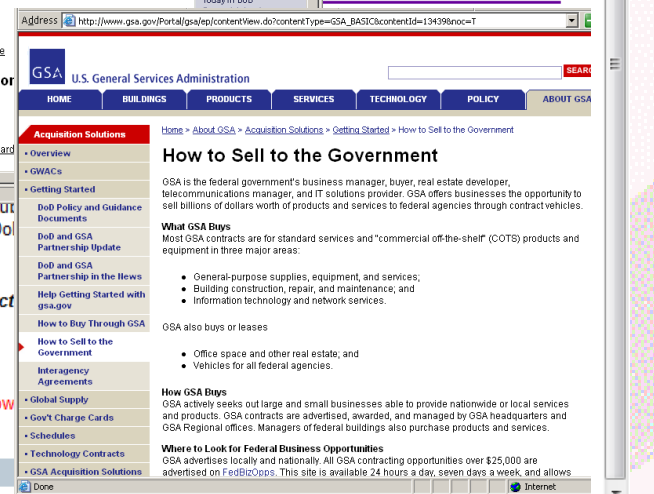 Today in DoD
Address http://www.gsa.gov/Portal/gsa/ep/contentView.do?contentType=GSA_BASIC&contentId=13439&noc=T
GSA U.S. General Services Administration
SEARC
HOME BUILDINGS PRODUCTS SERVICES TECHNOLOGY POLICY ABOUT GSA
Acquisition Solutions
• Overview
• GWACs
• Getting Started
DoD Policy and Guidance
Documents
DoD and GSA
Partnership Update
DoD and GSA
Partnership in the News
Help Getting Started with
gsa.gov
How to Buy Through GSA
How to Sell to the
Government
Interagency
Agreements
• Global Supply
• Gov't Charge Cards
• Schedules
• Technology Contracts
• GSA Acquisition Solutions
Home > About GSA > Acquisition Solutions > Getting Started > How to Sell to the Government
How to Sell to the Government
GSA is the federal government's business manager, buyer, real estate developer,
telecommunications manager, and IT solutions provider. GSA offers businesses the opportunity to
sell billions of dollars worth of products and services to federal agencies through contract vehicles.
What GSA Buys
Most GSA contracts are for standard services and "commercial off-the-shelf" (COTS) products and
equipment in three major areas:
• General-purpose supplies, equipment, and services;
• Building construction, repair, and maintenance; and
• Information technology and network services.
GSA also buys or leases
• Office space and other real estate; and
• Vehicles for all federal agencies.
How GSA Buys
GSA actively seeks out large and small businesses able to provide nationwide or local services
and products. GSA contracts are advertised, awarded, and managed by GSA headquarters and
GSA Regional offices. Managers of federal buildings also purchase products and services.
Where to Look for Federal Business Opportunities
GSA advertises locally and nationally. All GSA contracting opportunities over $25,000 are
advertised on FedBizOpps. This site is available 24 hours a day, seven days a week, and allows
Done
Internet